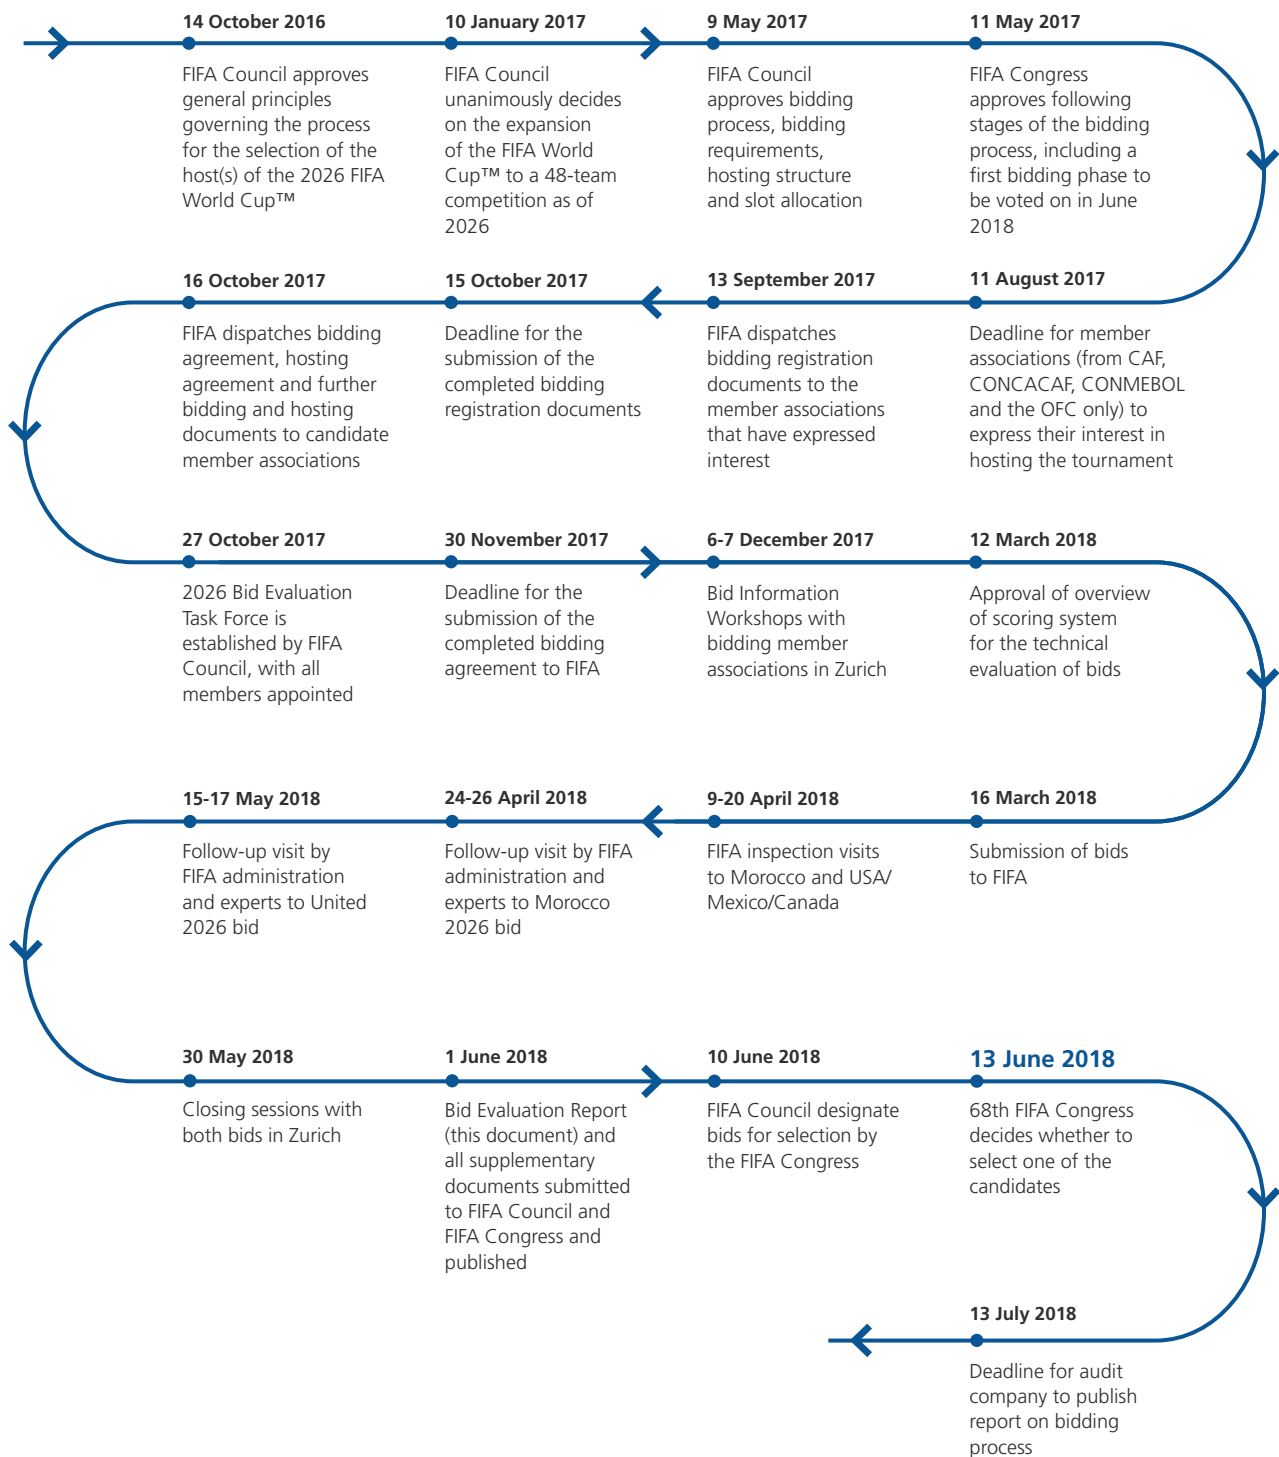 14 October 2016
FIFA Council approves
general principles
governing the process
for the selection of the
host(s) of the 2026 FIFA
World Cup™
10 January 2017
FIFA Council
unanimously decides
on the expansion
of the FIFA World
Cup™ to a 48-team
competition as of
2026
9 May 2017
FIFA Council
approves bidding
process, bidding
requirements,
hosting structure
and slot allocation
11 May 2017
FIFA Congress
approves following
stages of the bidding
process, including a
first bidding phase to
be voted on in June
2018
11 August 2017
Deadline for member
associations (from CAF,
CONCACAF, CONMEBOL
and the OFC only) to
express their interest in
hosting the tournament
13 September 2017
FIFA dispatches
bidding registration
documents to the
member associations
that have expressed
interest
15 October 2017
Deadline for the
submission of the
completed bidding
registration documents
16 October 2017
FIFA dispatches bidding
agreement, hosting
agreement and further
bidding and hosting
documents to candidate
member associations
27 October 2017
2026 Bid Evaluation
Task Force is
established by FIFA
Council, with all
members appointed
30 November 2017
Deadline for the
submission of the
completed bidding
agreement to FIFA
6-7 December 2017
Bid Information
Workshops with
bidding member
associations in Zurich
12 March 2018
Approval of overview
of scoring system
for the technical
evaluation of bids
16 March 2018
Submission of bids
to FIFA
9-20 April 2018
FIFA inspection visits
to Morocco and USA/
Mexico/Canada
24-26 April 2018
Follow-up visit by FIFA
administration and
experts to Morocco
2026 bid
15-17 May 2018
Follow-up visit by
FIFA administration
and experts to United
2026 bid
30 May 2018
Closing sessions with
both bids in Zurich
1 June 2018
Bid Evaluation Report
(this document) and
all supplementary
documents submitted
to FIFA Council and
FIFA Congress and
published
10 June 2018
FIFA Council designate
bids for selection by
the FIFA Congress
13 June 2018
68th FIFA Congress
decides whether to
select one of the
candidates
13 July 2018
Deadline for audit
company to publish
report on bidding
process